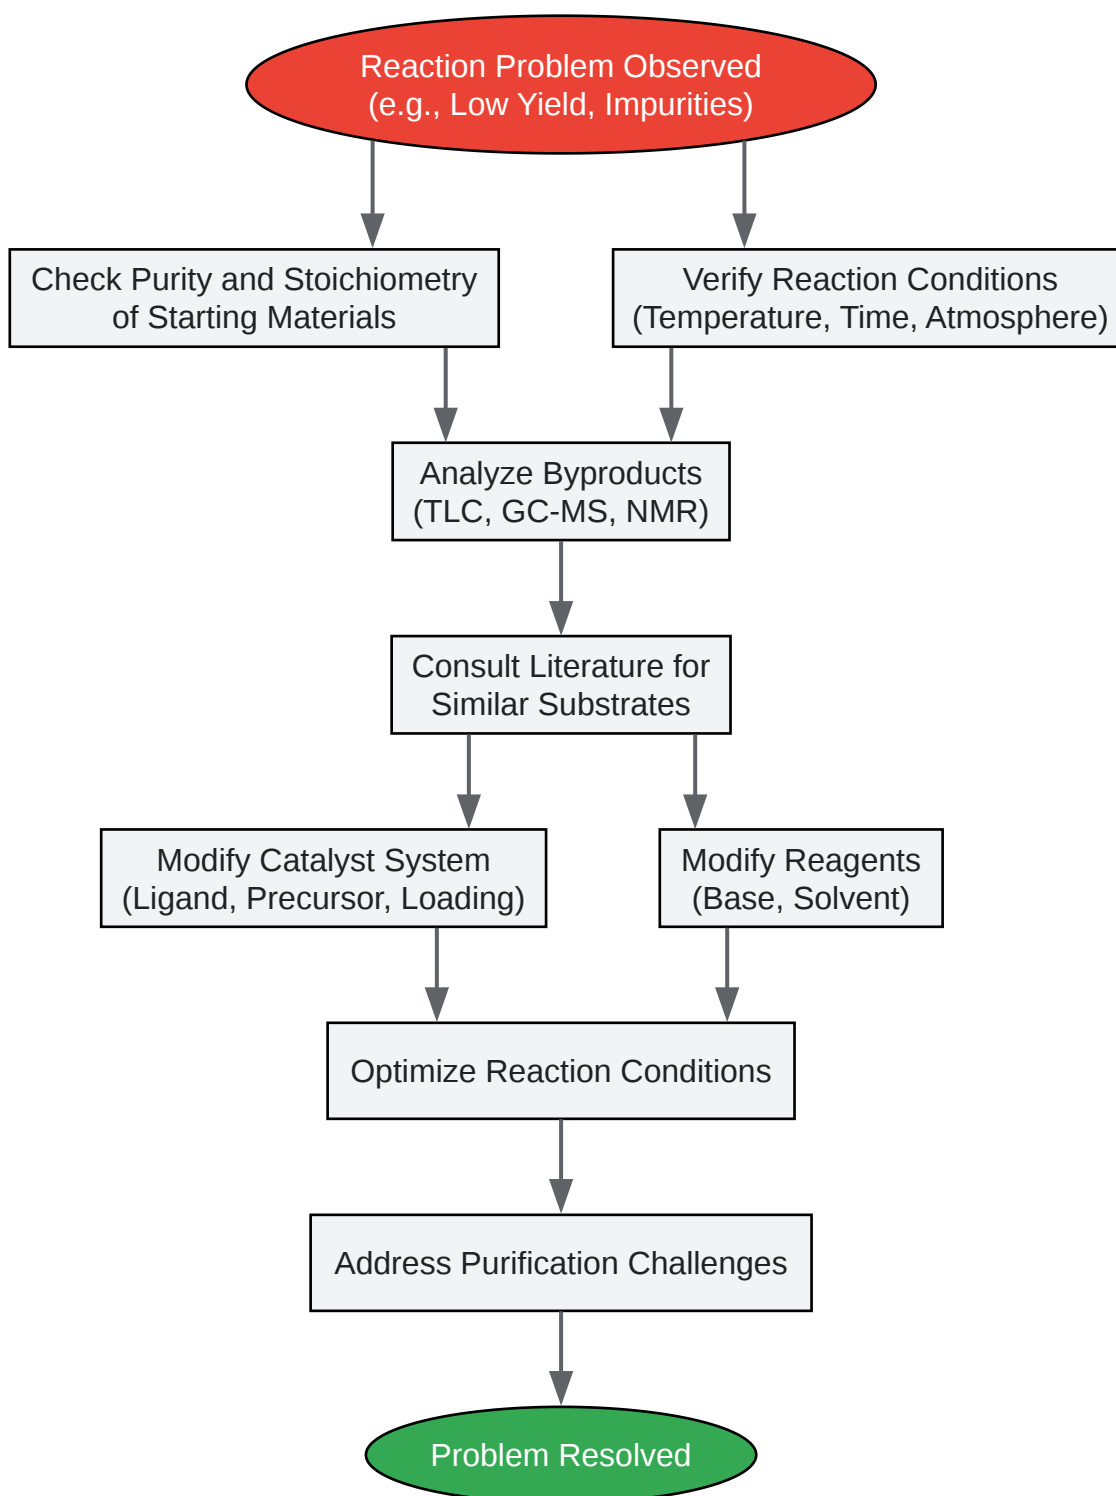 Reaction Problem Observed
(e.g., Low Yield, Impurities)
Check Purity and Stoichiometry
of Starting Materials
Verify Reaction Conditions
(Temperature, Time, Atmosphere)
Analyze Byproducts
(TLC, GC-MS, NMR)
Consult Literature for
Similar Substrates
Modify Catalyst System
(Ligand, Precursor, Loading)
Modify Reagents
(Base, Solvent)
Optimize Reaction Conditions
Address Purification Challenges
Problem Resolved